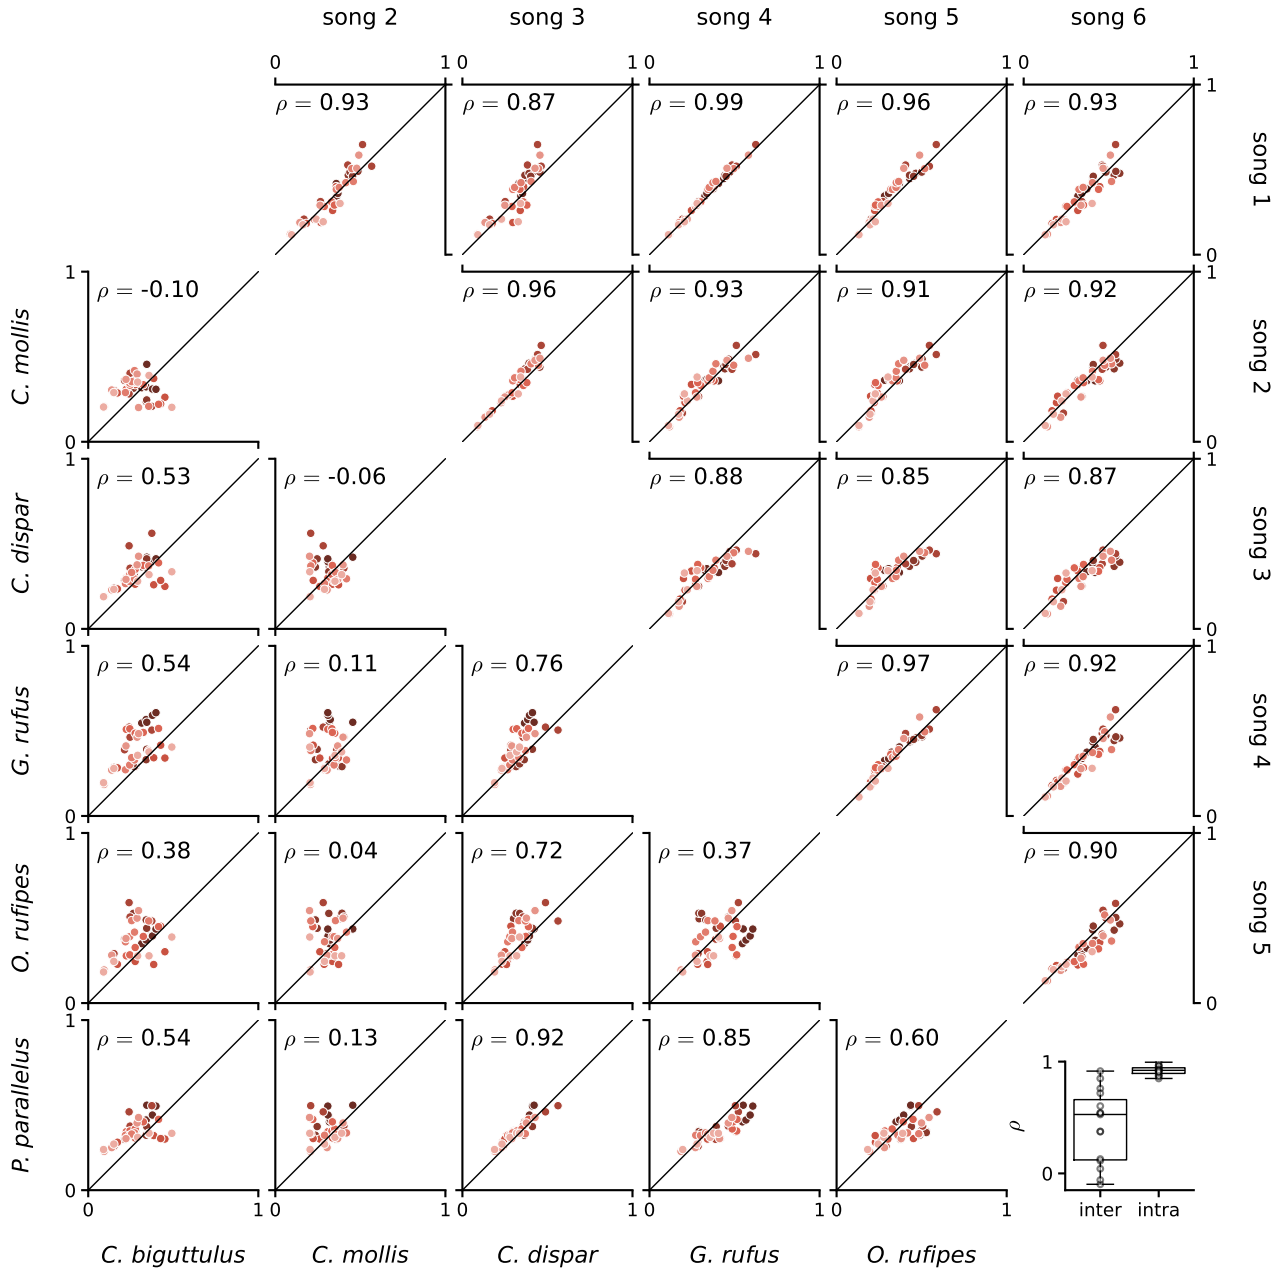 song 2 song 3 song 4 song 5 song 6
0 1 0 1 0 1 0 1 0 1
ρ = 0.93 ρ = 0.87 ρ = 0.99 ρ = 0.96 ρ = 0.93 1
song 1
0
1 ρ = -0.10 ρ = 0.96 ρ = 0.93 ρ = 0.91 ρ = 0.92 1
C. mollis song 2
0 0
1 ρ = 0.53 ρ = -0.06 ρ = 0.88 ρ = 0.85 ρ = 0.87 1
C. dispar song 3
0 0
1 ρ = 0.54 ρ = 0.11 ρ = 0.76 ρ = 0.97 ρ = 0.92 1
G. rufus song 4
0 0
1 ρ = 0.38 ρ = 0.04 ρ = 0.72 ρ = 0.37 ρ = 0.90 1
O. rufipes song 5
0 0
1 ρ = 0.54 ρ = 0.13 ρ = 0.92 ρ = 0.85 ρ = 0.60
P. parallelus
0
0 1 0 1 0 1 0 1 0 1
C. biguttulus C. mollis C. dispar G. rufus O. rufipes
1
ρ
0
inter intra